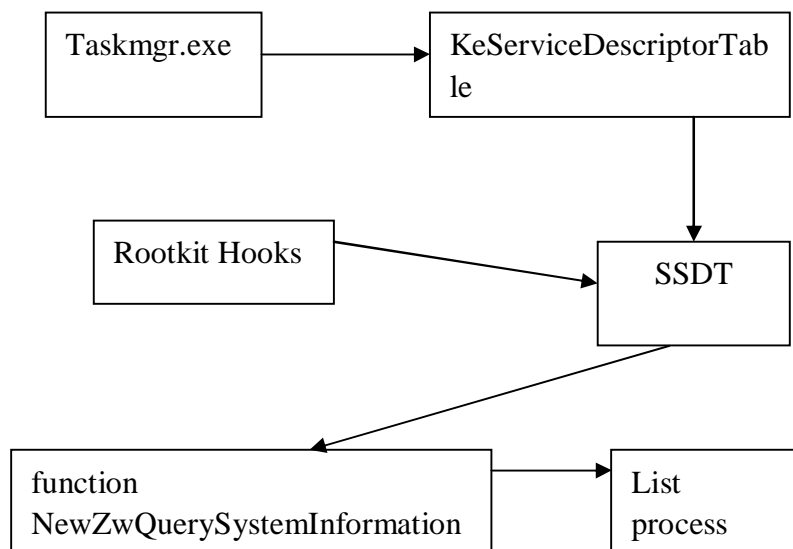 Taskmgr.exe
KeServiceDescriptorTab
le
Rootkit Hooks
SSDT
function
NewZwQuerySystemInformation
List
process